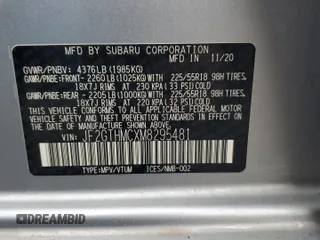 MFD BY SUBARU CORPORATION 11/20
GVWR/PNBV: 4376LB(1985KG)
GAWR/PNBE:FRONT-2260LB(1025KG)WITH 225/55R18 98H TIRES,
18X7J RIMS AT 230 KPA (33 PSI) COLD
GAWR/PNBE:REAR -2205LB(1000KG)WITH 225/55R18 98H TIRES,
18X7J RIMS AT 220 KPA (32 PSI) COLD
THIS VEHICLE CONFORMS TO ALL APPLICABLE FEDERAL MOTOR
VEHICLE SAFETY, BUMPER, AND THEFT PREVENTION STANDARDS
IN EFFECT ON THE DATE OF MANUFACTURE SHOWN ABOVE.
VIN: JF2GTHMCXM8295481
TYPE:MPV/VTUM ICES/NMB-002
© DREAMBID